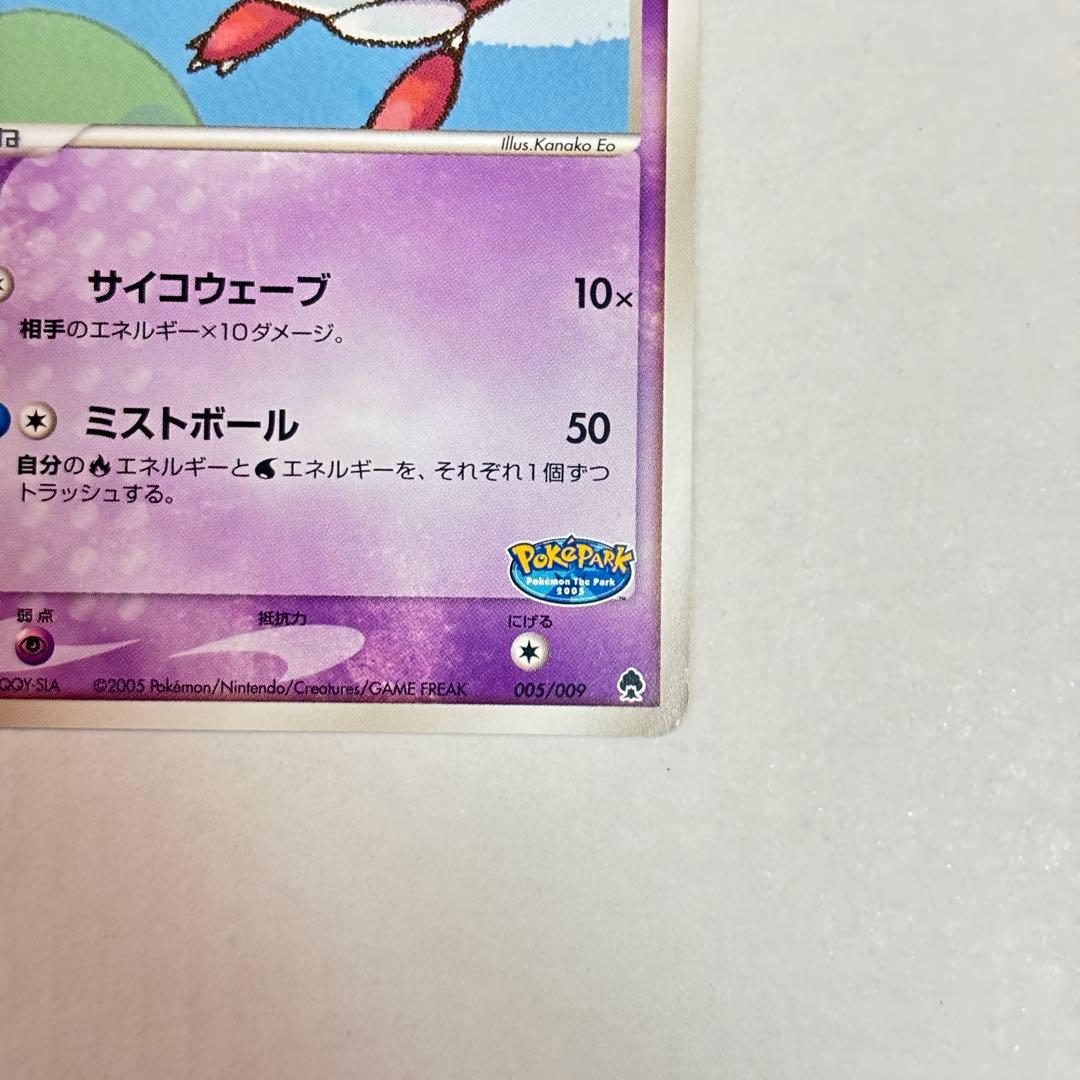 ね
Illus.Kanako Eo
サイコウェーブ 10×
相手のエネルギー×10ダメージ。
ミストボール 50
自分のエネルギーとエネルギーを、それぞれ1個ずつ
トラッシュする。
POKéPARK
Pokémon The Park
2005
™
弱点 抵抗力 にげる
QQY-SLA ©2005 Pokémon/Nintendo/Creatures/GAME FREAK 005/009